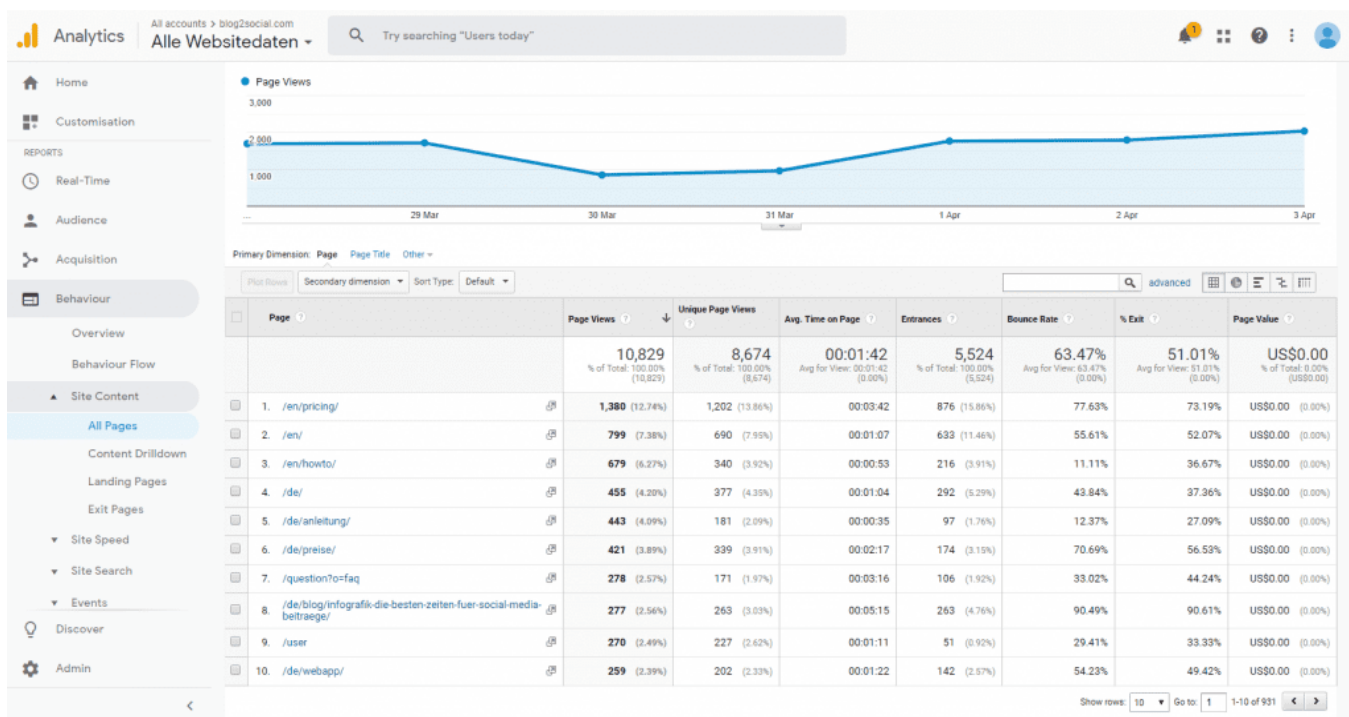 All accounts > blog2social.com
Analytics
Alle Websitedaten
Try searching "Users today"
1
Home
Customisation
REPORTS
Real-Time
Audience
Acquisition
Behaviour
Overview
Behaviour Flow
Site Content
All Pages
Content Drilldown
Landing Pages
Exit Pages
Site Speed
Site Search
Events
Discover
Admin
Page Views
3,000
2,000
1,000
... 29 Mar 30 Mar 31 Mar 1 Apr 2 Apr 3 Apr
Primary Dimension: Page Page Title Other
Plot Rows Secondary dimension Sort Type: Default advanced
Page Page Views Unique Page Views Avg. Time on Page Entrances Bounce Rate % Exit Page Value
10,829 8,674 00:01:42 5,524 63.47% 51.01% US$0.00
% of Total: 100.00% % of Total: 100.00% Avg for View: 00:01:42 % of Total: 100.00% Avg for View: 63.47% Avg for View: 51.01% % of Total: 0.00%
(10,829) (8,674) (0.00%) (5,524) (0.00%) (0.00%) (US$0.00)
1. /en/pricing/ 1,380 (12.74%) 1,202 (13.86%) 00:03:42 876 (15.86%) 77.63% 73.19% US$0.00 (0.00%)
2. /en/ 799 (7.38%) 690 (7.95%) 00:01:07 633 (11.46%) 55.61% 52.07% US$0.00 (0.00%)
3. /en/howto/ 679 (6.27%) 340 (3.92%) 00:00:53 216 (3.91%) 11.11% 36.67% US$0.00 (0.00%)
4. /de/ 455 (4.20%) 377 (4.35%) 00:01:04 292 (5.29%) 43.84% 37.36% US$0.00 (0.00%)
5. /de/anleitung/ 443 (4.09%) 181 (2.09%) 00:00:35 97 (1.76%) 12.37% 27.09% US$0.00 (0.00%)
6. /de/preise/ 421 (3.89%) 339 (3.91%) 00:02:17 174 (3.15%) 70.69% 56.53% US$0.00 (0.00%)
7. /question?o=faq 278 (2.57%) 171 (1.97%) 00:03:16 106 (1.92%) 33.02% 44.24% US$0.00 (0.00%)
8. /de/blog/infografik-die-besten-zeiten-fuer-social-media-
beitraege/ 277 (2.56%) 263 (3.03%) 00:05:15 263 (4.76%) 90.49% 90.61% US$0.00 (0.00%)
9. /user 270 (2.49%) 227 (2.62%) 00:01:11 51 (0.92%) 29.41% 33.33% US$0.00 (0.00%)
10. /de/webapp/ 259 (2.39%) 202 (2.33%) 00:01:22 142 (2.57%) 54.23% 49.42% US$0.00 (0.00%)
Show rows: 10 Go to: 1 1-10 of 931